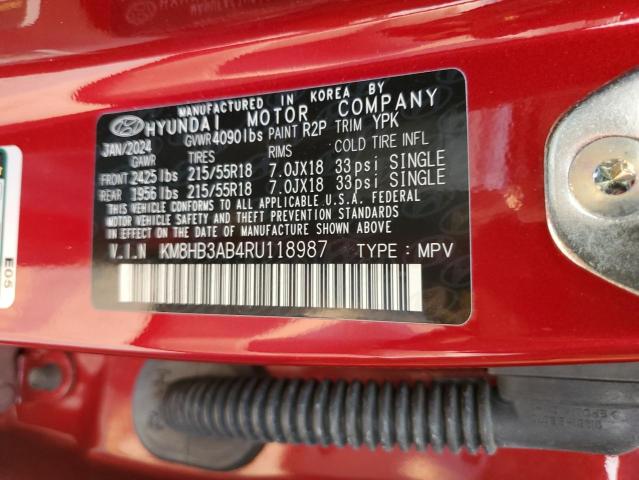 MANUFACTURED IN KOREA BY
HYUNDAI MOTOR COMPANY
JAN/2024 GVWR 4090lbs PAINT R2P TRIM YPK
GAWR TIRES RIMS COLD TIRE INFL
FRONT 2425lbs 215/55R18 7.0JX18 33psi SINGLE
REAR 1956lbs 215/55R18 7.0JX18 33psi SINGLE
THIS VEHICLE CONFORMS TO ALL APPLICABLE U.S.A. FEDERAL
MOTOR VEHICLE SAFETY, BUMPER, AND THEFT PREVENTION
STANDARDS IN EFFECT ON THE DATE OF MANUFACTURE SHOWN ABOVE.
V.I.N KM8HB3AB4RU118987 TYPE : MPV
E05